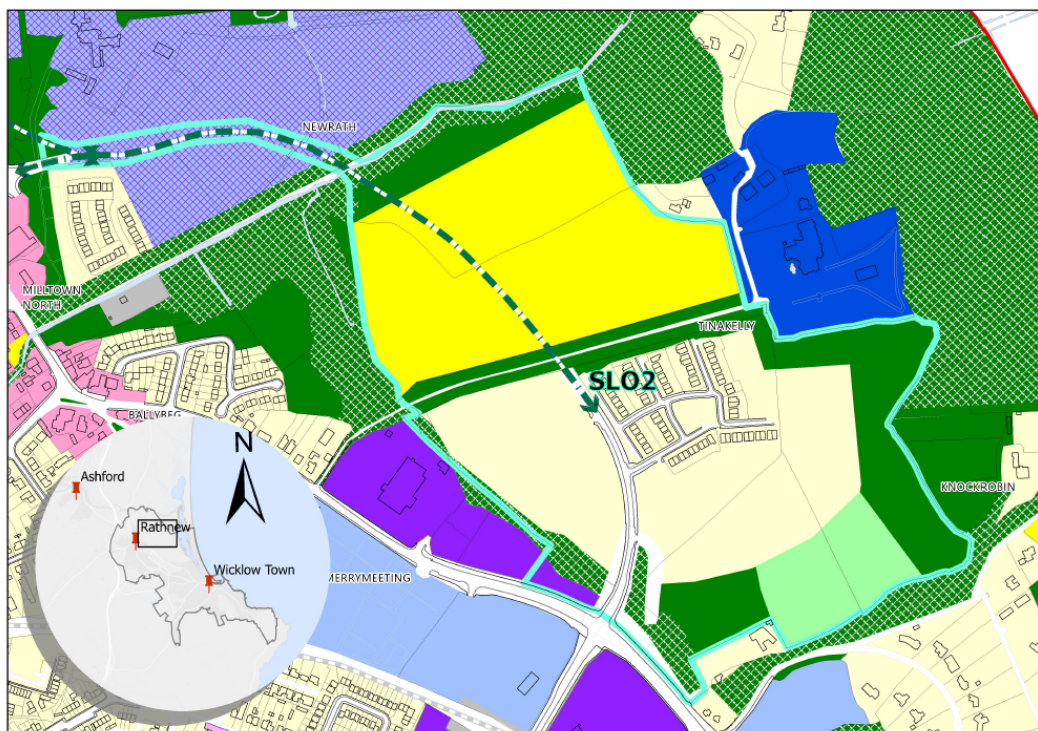 NEWRATH
MILLTOWN
NORTH
TINAKELLY
SLO2
BALLYBEG
KNOCKROBIN
N
Ashford
Rathnew
Wicklow Town
MERRYMEETING